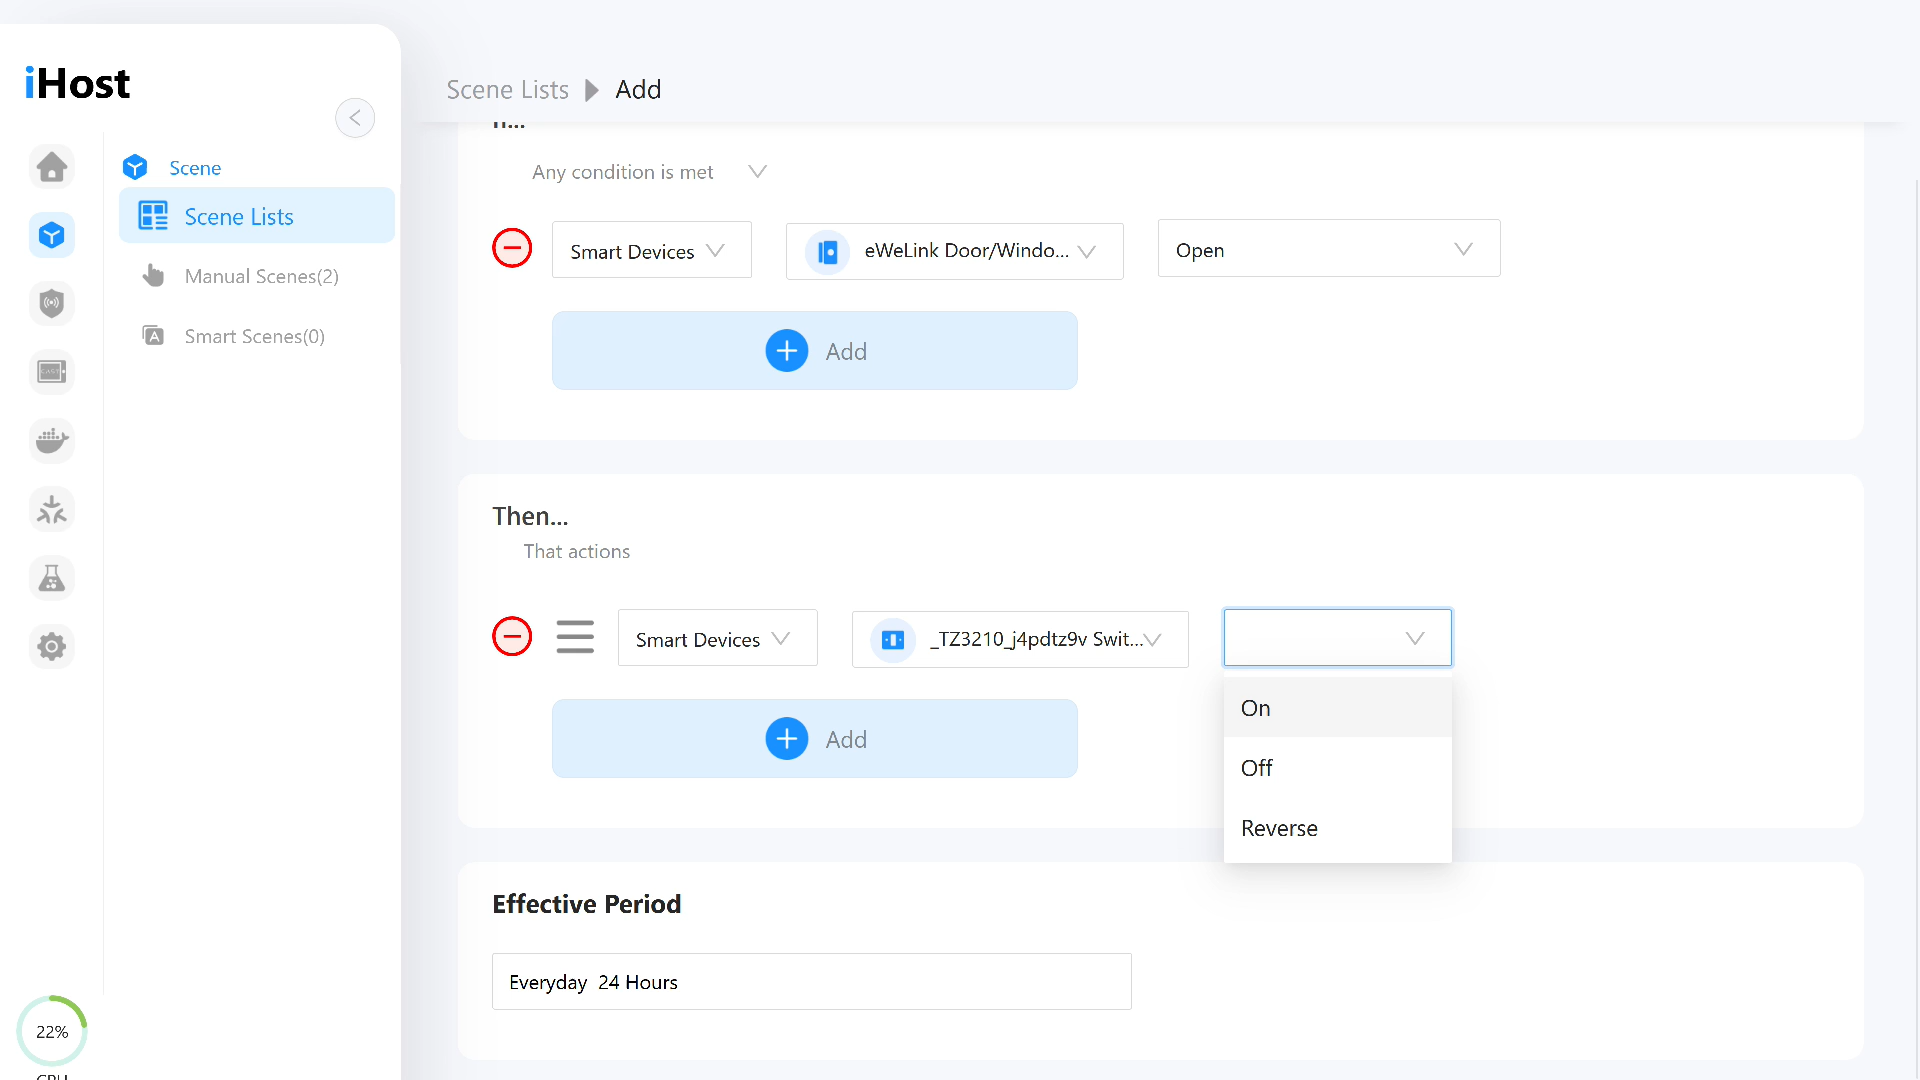 iHost
Scene Lists Add
Scene
Any condition is met
Scene Lists
Smart Devices eWeLink Door/Windo... Open
Manual Scenes(2)
Smart Scenes(0)
Add
Then...
That actions
Smart Devices _TZ3210_j4pdtz9v Swit...
On
Add
Off
Reverse
Effective Period
Everyday 24 Hours
22%